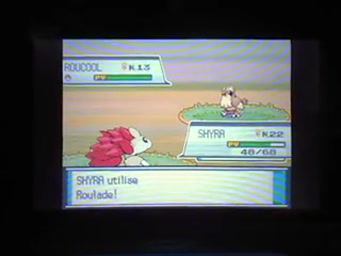 ROUCOOL N.13
PV
SHYRA N.22
PV
48/68
SHYRA utilise
Roulade!